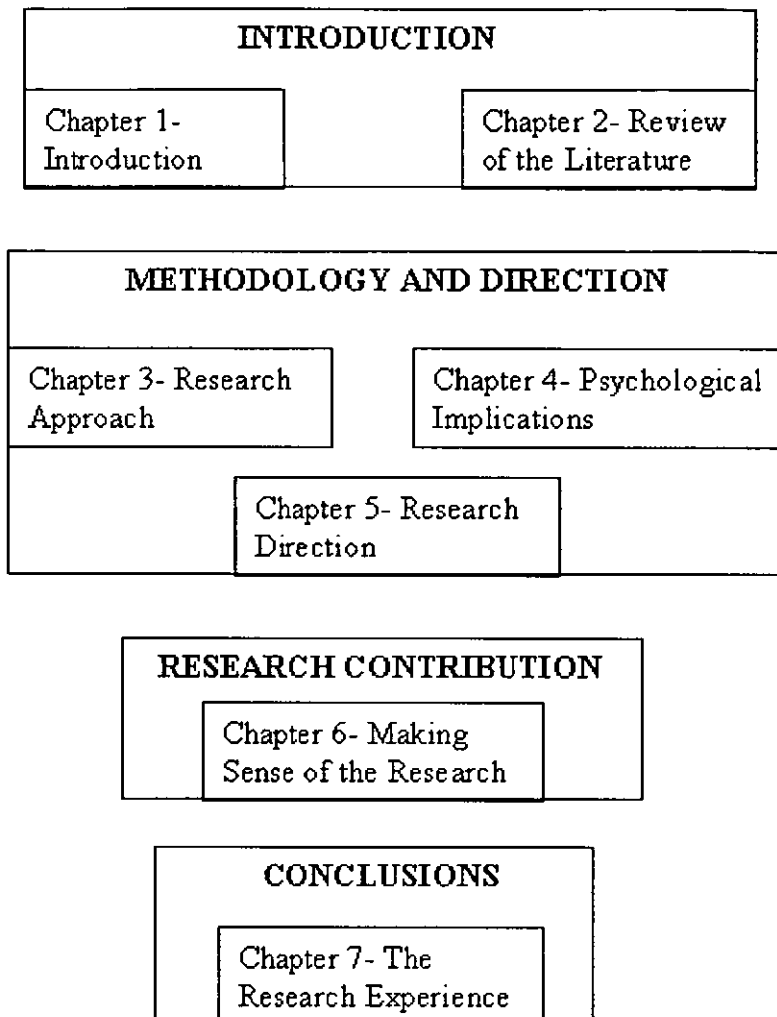 INTRODUCTION
Chapter 1-
Introduction
Chapter 2- Review
of the Literature
METHODOLOGY AND DIRECTION
Chapter 3- Research
Approach
Chapter 4- Psychological
Implications
Chapter 5- Research
Direction
RESEARCH CONTRIBUTION
Chapter 6- Making
Sense of the Research
CONCLUSIONS
Chapter 7- The
Research Experience